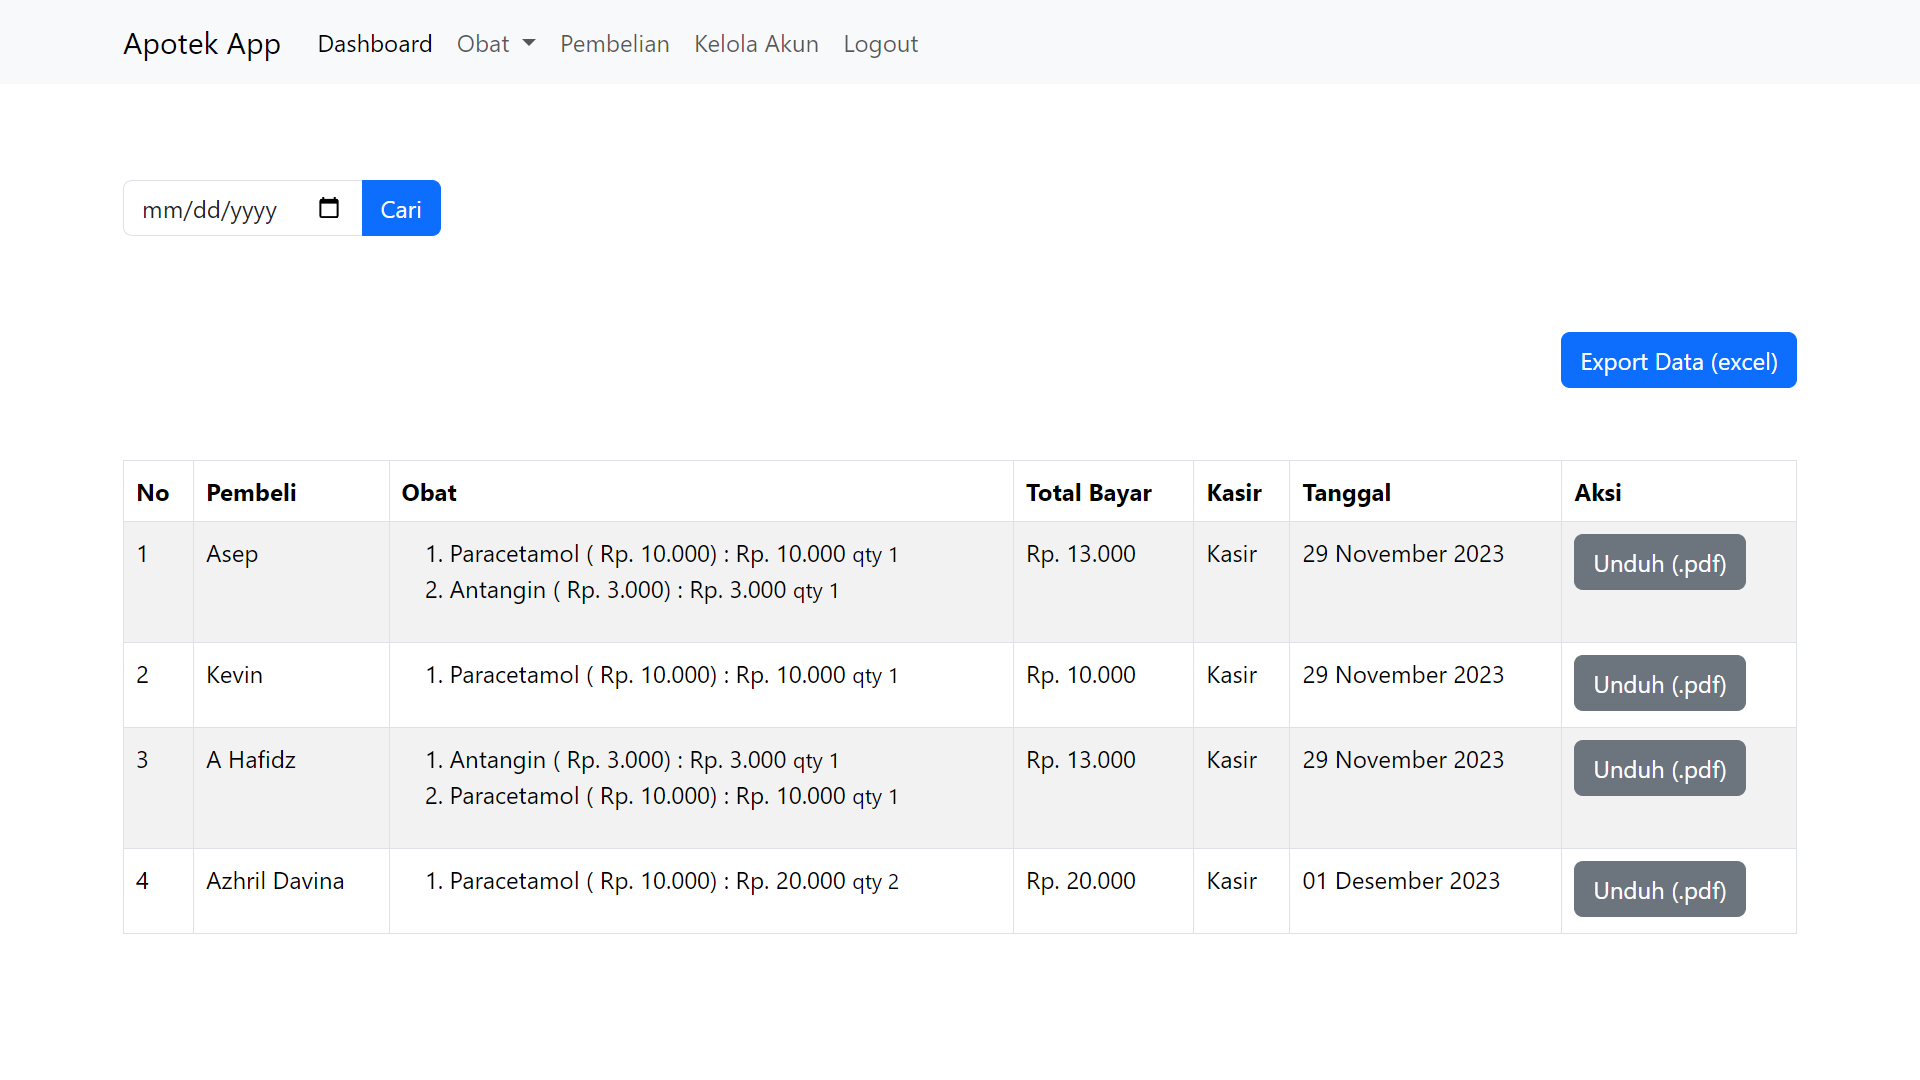 Apotek App Dashboard Obat Pembelian Kelola Akun Logout
mm/dd/yyyy Cari
Export Data (excel)
No Pembeli Obat Total Bayar Kasir Tanggal Aksi
1 Asep 1. Paracetamol ( Rp. 10.000) : Rp. 10.000 qty 1 Rp. 13.000 Kasir 29 November 2023 Unduh (.pdf)
2. Antangin ( Rp. 3.000) : Rp. 3.000 qty 1
2 Kevin 1. Paracetamol ( Rp. 10.000) : Rp. 10.000 qty 1 Rp. 10.000 Kasir 29 November 2023 Unduh (.pdf)
3 A Hafidz 1. Antangin ( Rp. 3.000) : Rp. 3.000 qty 1 Rp. 13.000 Kasir 29 November 2023 Unduh (.pdf)
2. Paracetamol ( Rp. 10.000) : Rp. 10.000 qty 1
4 Azhril Davina 1. Paracetamol ( Rp. 10.000) : Rp. 20.000 qty 2 Rp. 20.000 Kasir 01 Desember 2023 Unduh (.pdf)